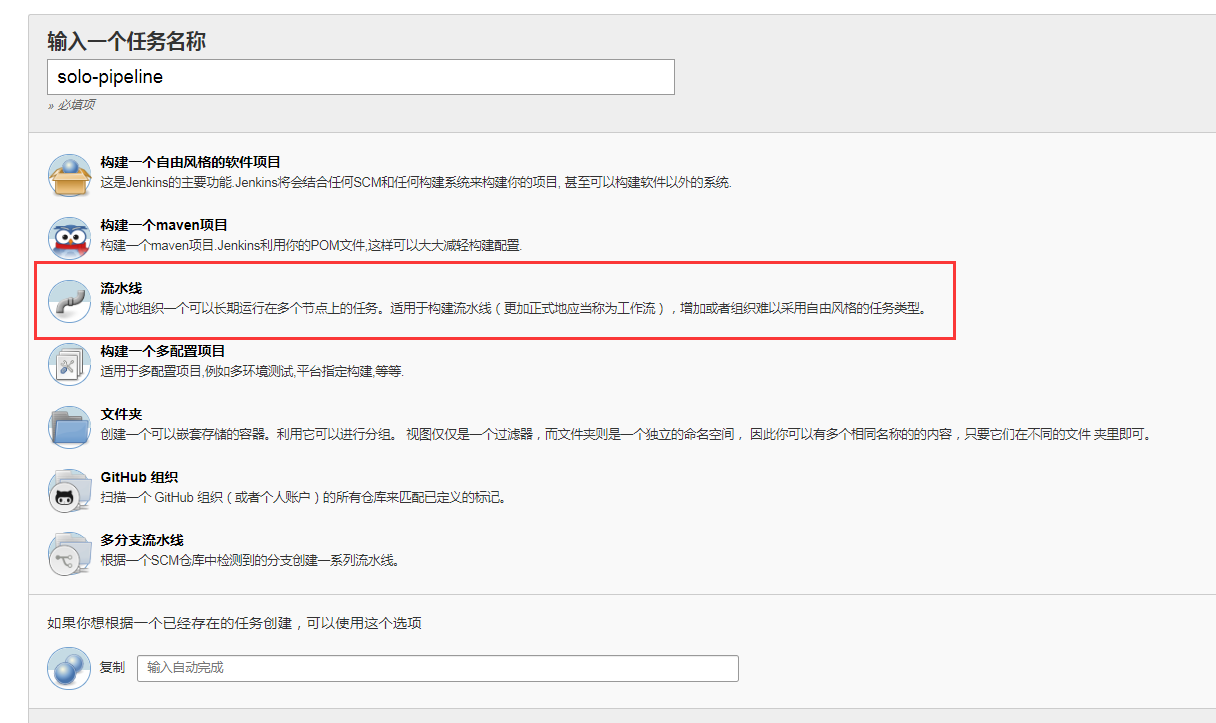 输入一个任务名称
solo-pipeline
» 必填项
构建一个自由风格的软件项目
这是Jenkins的主要功能.Jenkins将会结合任何SCM和任何构建系统来构建你的项目, 甚至可以构建软件以外的系统.
构建一个maven项目
构建一个maven项目.Jenkins利用你的POM文件,这样可以大大减轻构建配置.
流水线
精心地组织一个可以长期运行在多个节点上的任务。适用于构建流水线（更加正式地应当称为工作流），增加或者组织难以采用自由风格的任务类型。
构建一个多配置项目
适用于多配置项目,例如多环境测试,平台指定构建,等等.
文件夹
创建一个可以嵌套存储的容器。利用它可以进行分组。 视图仅仅是一个过滤器，而文件夹则是一个独立的命名空间， 因此你可以有多个相同名称的的内容，只要它们在不同的文件 夹里即可。
GitHub 组织
扫描一个 GitHub 组织（或者个人账户）的所有仓库来匹配已定义的标记。
多分支流水线
根据一个SCM仓库中检测到的分支创建一系列流水线。
如果你想根据一个已经存在的任务创建，可以使用这个选项
复制 输入自动完成